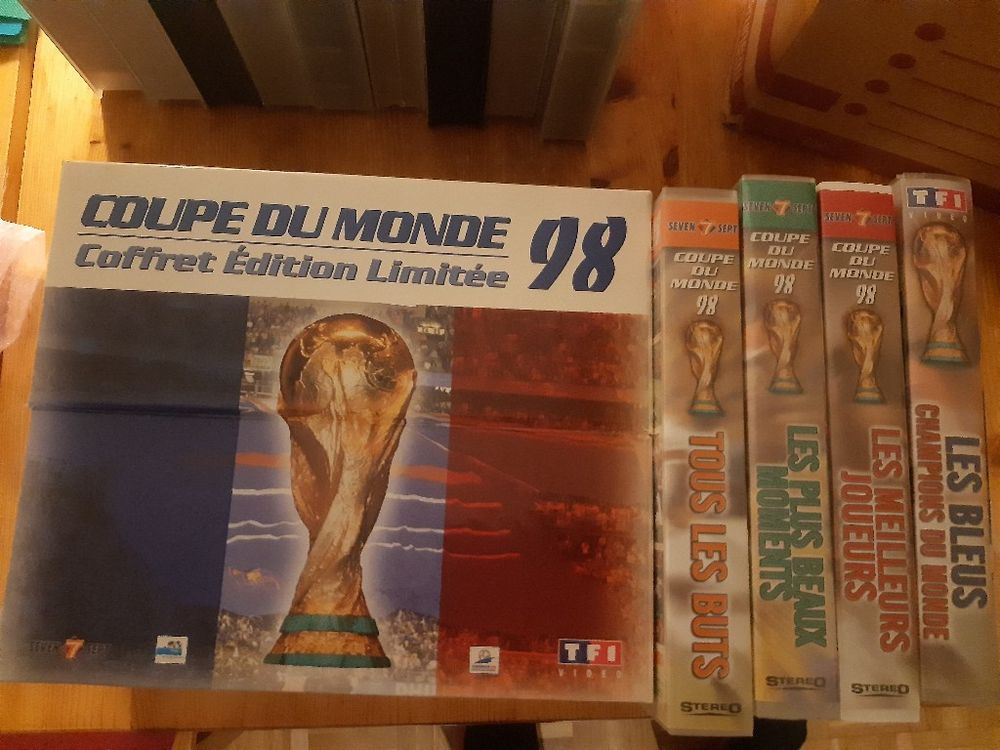 COUPE DU MONDE 98
Coffret Édition Limitée
SEVEN 7 SEPT
TF1
VIDEO
SEVEN 7 SEPT
COUPE
DU
MONDE
98
TOUS LES BUTS
STEREO
SEVEN 7 SEPT
COUPE
DU
MONDE
98
LES PLUS BEAUX
MOMENTS
STEREO
SEVEN 7 SEPT
COUPE
DU
MONDE
98
LES MEILLEURS
JOUEURS
STEREO
TF1
VIDEO
LES BLEUS
CHAMPIONS DU MONDE